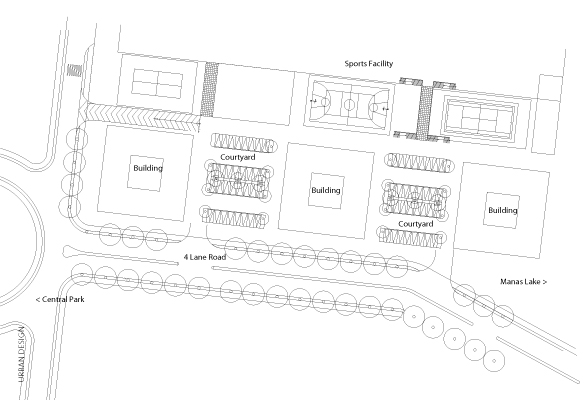 Sports Facility
Courtyard
Building
Building
Building
Courtyard
4 Lane Road
Manas Lake >
< Central Park
URBAN DESIGN